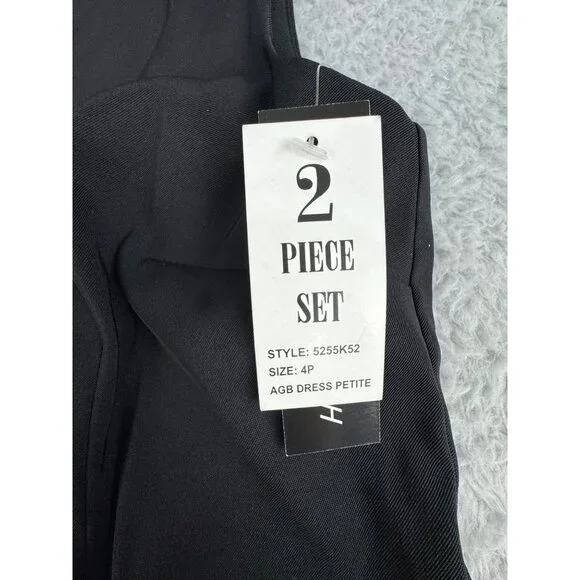 2
PIECE
SET
STYLE: 5255K52
SIZE: 4P
AGB DRESS PETITE
H